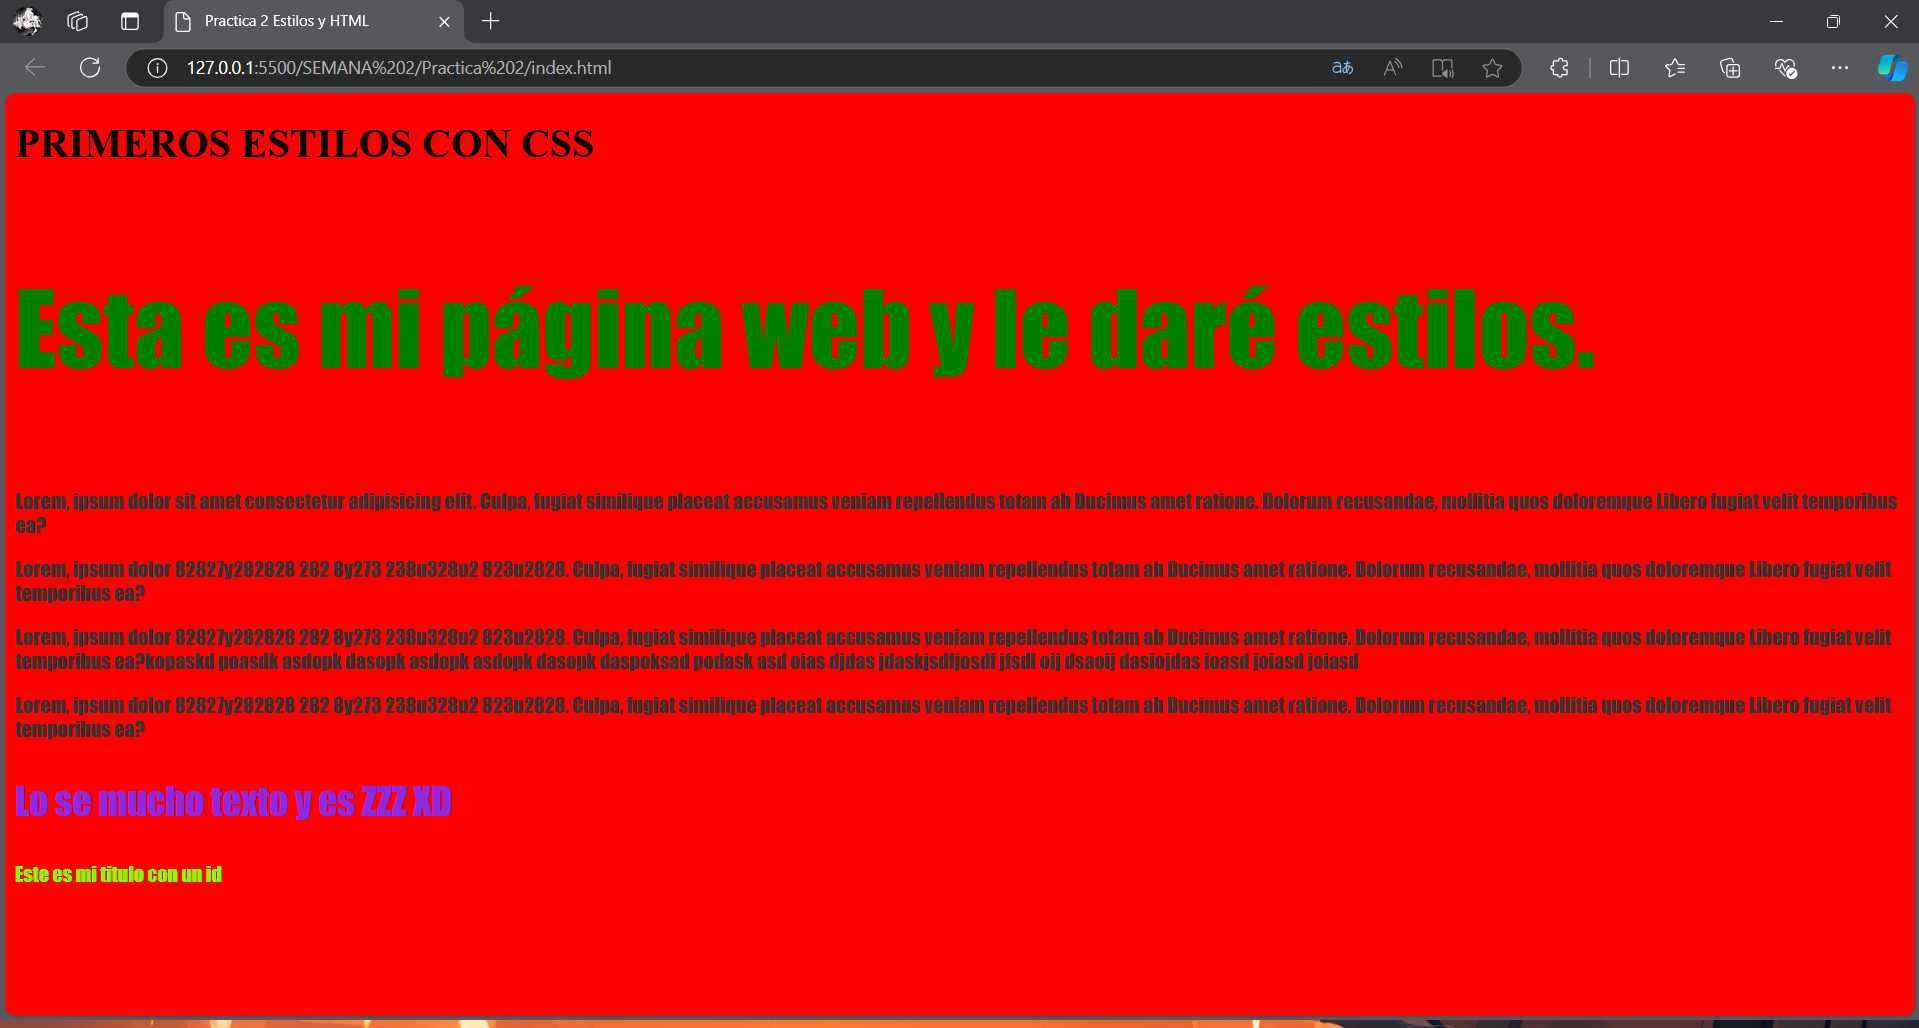 Practica 2 Estilos y HTML
127.0.0.1:5500/SEMANA%202/Practica%202/index.html
PRIMEROS ESTILOS CON CSS
Esta es mi página web y le daré estilos.
Lorem, ipsum dolor sit amet consectetur adipisicing elit. Culpa, fugiat similique placeat accusamus veniam repellendus totam ab Ducimus amet ratione. Dolorum recusandae, mollitia quos doloremque Libero fugiat velit temporibus
ea?
Lorem, ipsum dolor 82827y282828 282 8y273 238u328u2 823u2828. Culpa, fugiat similique placeat accusamus veniam repellendus totam ab Ducimus amet ratione. Dolorum recusandae, mollitia quos doloremque Libero fugiat velit
temporibus ea?
Lorem, ipsum dolor 82827y282828 282 8y273 238u328u2 823u2828. Culpa, fugiat similique placeat accusamus veniam repellendus totam ab Ducimus amet ratione. Dolorum recusandae, mollitia quos doloremque Libero fugiat velit
temporibus ea?kopaskd poasdk asdopk dasopk asdopk asdopk dasopk daspoksad podask asd oias djdas jdaskjsdfjosdf jfsdl oij dsaoij dasiojdas ioasd joiasd joiasd
Lorem, ipsum dolor 82827y282828 282 8y273 238u328u2 823u2828. Culpa, fugiat similique placeat accusamus veniam repellendus totam ab Ducimus amet ratione. Dolorum recusandae, mollitia quos doloremque Libero fugiat velit
temporibus ea?
Lo se mucho texto y es ZZZ XD
Este es mi titulo con un id